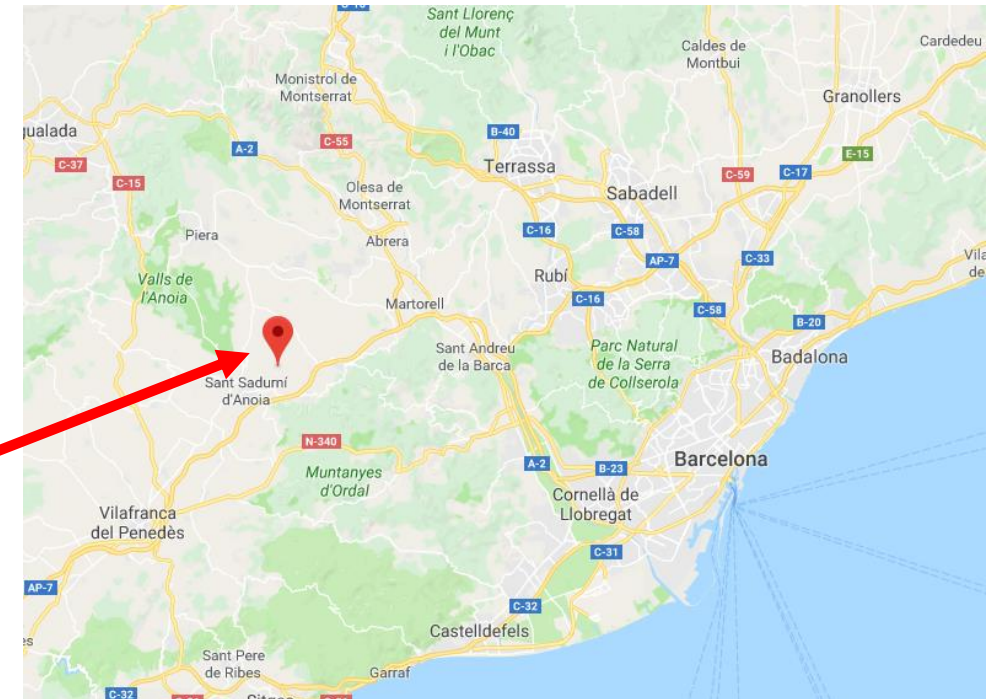 Sant Llorenç
del Munt
i l'Obac
Caldes de
Montbui
Cardedeu
Monistrol de
Montserrat
Granollers
gualada
B-40
C-55
A-2
E-15
Terrassa
C-37
C-59
C-17
C-15
Olesa de
Montserrat
Sabadell
Piera
Abrera
C-16
C-58
AP-7
C-33
Vila
de
Valls de
l'Anoia
Rubí
Martorell
C-16
C-58
B-20
Sant Andreu
de la Barca
Parc Natural
de la Serra
de Collserola
Badalona
Sant Sadurní
d'Anoia
N-340
Muntanyes
d'Ordal
A-2
B-23
Barcelona
Cornellà de
Llobregat
Vilafranca
del Penedès
C-31
AP-7
C-32
Castelldefels
es
Sant Pere
de Ribes
Garraf
C-32